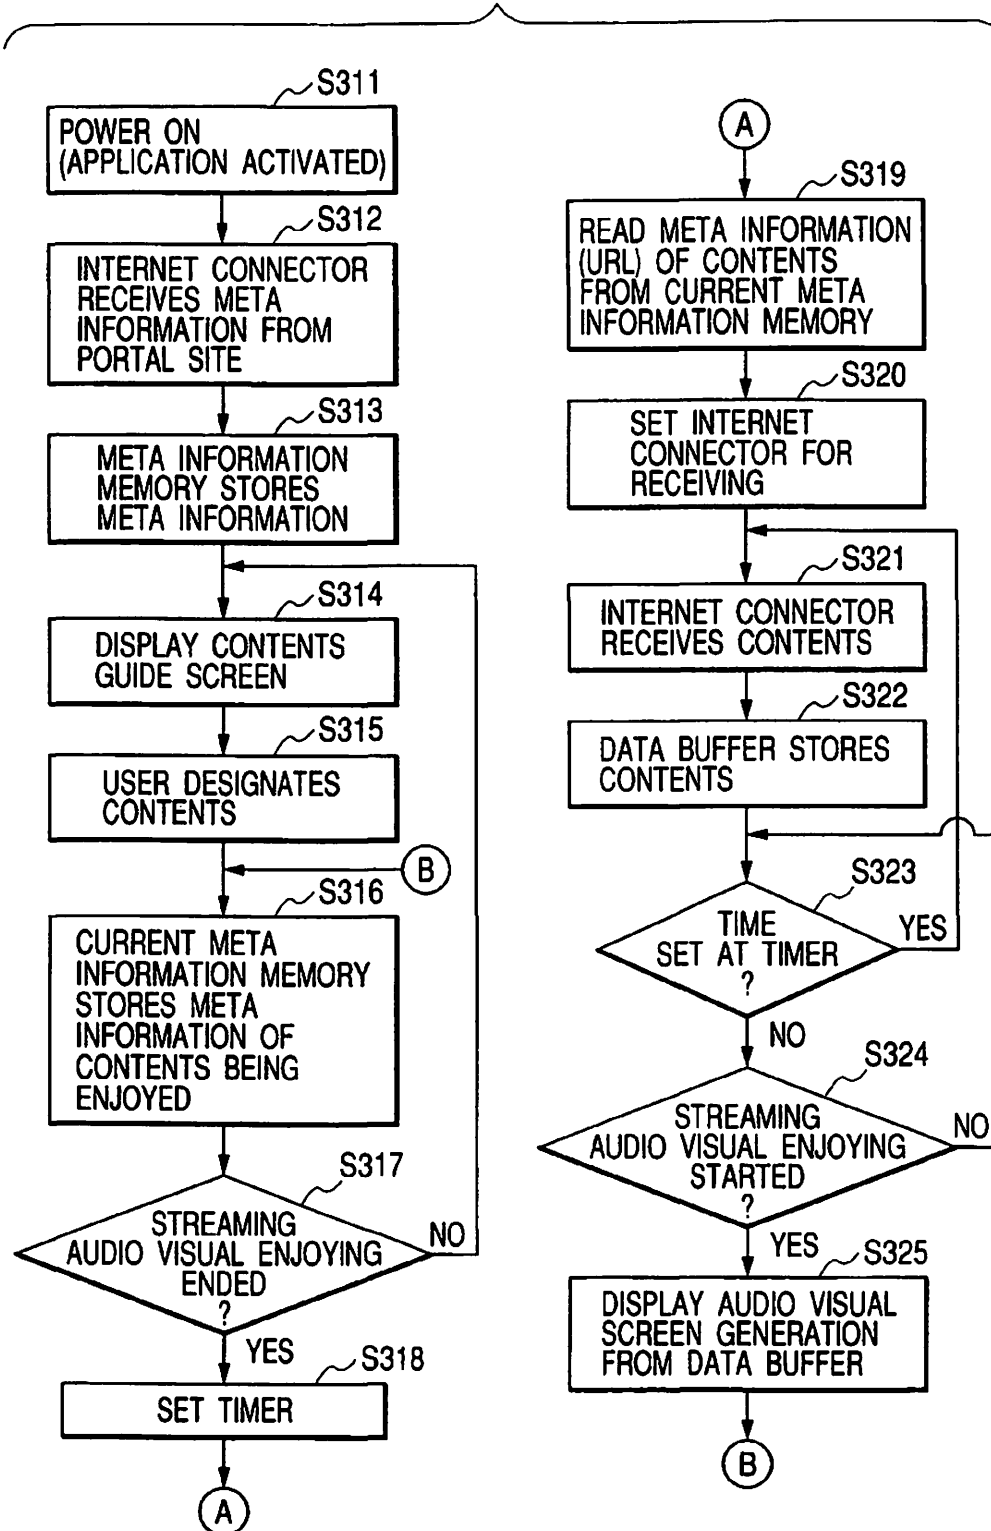 S311
POWER ON
(APPLICATION ACTIVATED)
S312
INTERNET CONNECTOR
RECEIVES META
INFORMATION FROM
PORTAL SITE
S313
META INFORMATION
MEMORY STORES
META INFORMATION
S314
DISPLAY CONTENTS
GUIDE SCREEN
S315
USER DESIGNATES
CONTENTS
B
S316
CURRENT META
INFORMATION MEMORY
STORES META
INFORMATION OF
CONTENTS BEING
ENJOYED
S317
STREAMING
AUDIO VISUAL ENJOYING
ENDED
?
NO
YES
S318
SET TIMER
A
A
S319
READ META INFORMATION
(URL) OF CONTENTS
FROM CURRENT META
INFORMATION MEMORY
S320
SET INTERNET
CONNECTOR FOR
RECEIVING
S321
INTERNET CONNECTOR
RECEIVES CONTENTS
S322
DATA BUFFER STORES
CONTENTS
S323
TIME
SET AT TIMER
?
YES
NO
S324
STREAMING
AUDIO VISUAL ENJOYING
STARTED
?
NO
YES
S325
DISPLAY AUDIO VISUAL
SCREEN GENERATION
FROM DATA BUFFER
B